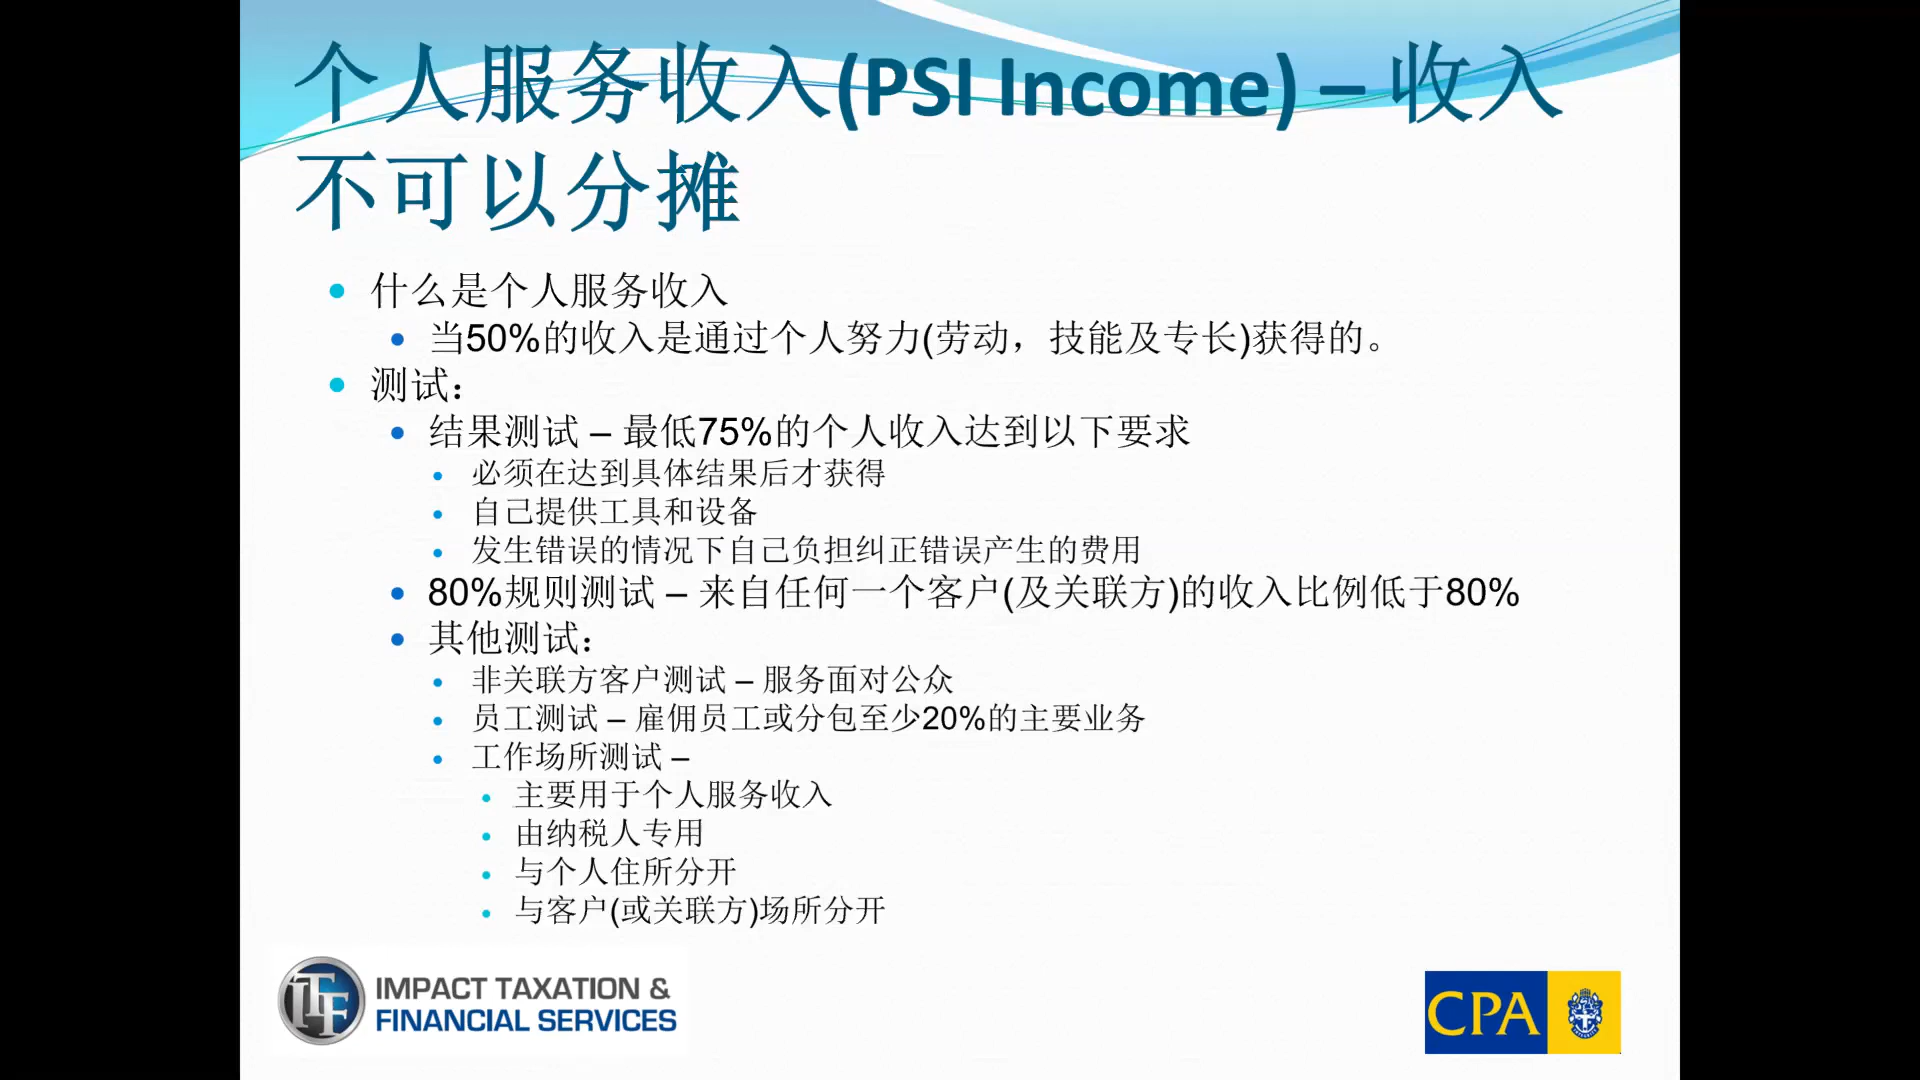 个人服务收入(PSI Income) – 收入
不可以分摊
什么是个人服务收入
当50%的收入是通过个人努力(劳动，技能及专长)获得的。
测试：
结果测试 – 最低75%的个人收入达到以下要求
必须在达到具体结果后才获得
自己提供工具和设备
发生错误的情况下自己负担纠正错误产生的费用
80%规则测试 – 来自任何一个客户(及关联方)的收入比例低于80%
其他测试：
非关联方客户测试 – 服务面对公众
员工测试 – 雇佣员工或分包至少20%的主要业务
工作场所测试 –
主要用于个人服务收入
由纳税人专用
与个人住所分开
与客户(或关联方)场所分开
ITF
IMPACT TAXATION &
FINANCIAL SERVICES
CPA